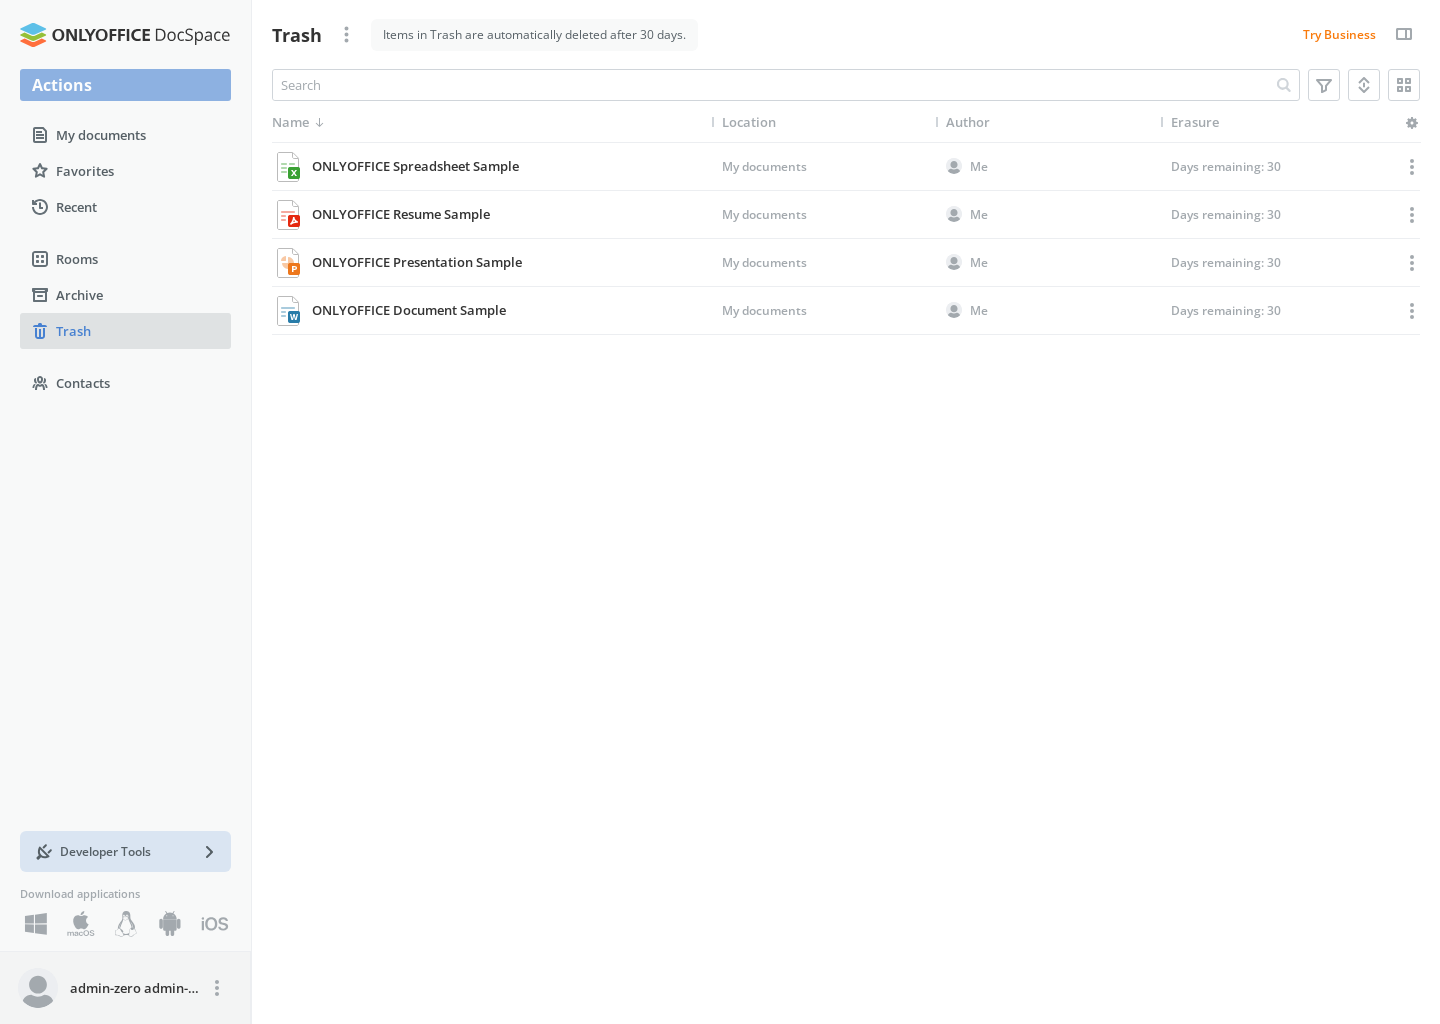 ONLYOFFICE DocSpace
Actions
My documents
Favorites
Recent
Rooms
Archive
Trash
Contacts
Developer Tools
Download applications
macOS
iOS
admin-zero admin-...
Trash
Items in Trash are automatically deleted after 30 days.
Try Business
Search
Name Location Author Erasure
ONLYOFFICE Spreadsheet Sample My documents Me Days remaining: 30
ONLYOFFICE Resume Sample My documents Me Days remaining: 30
ONLYOFFICE Presentation Sample My documents Me Days remaining: 30
ONLYOFFICE Document Sample My documents Me Days remaining: 30